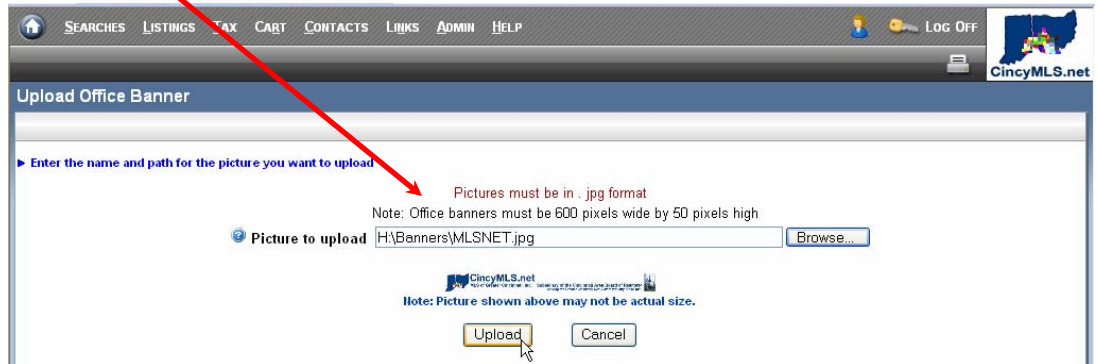 SEARCHES LISTINGS TAX CART CONTACTS LINKS ADMIN HELP LOG OFF
CincyMLS.net
Upload Office Banner
Enter the name and path for the picture you want to upload
Pictures must be in . jpg format
Note: Office banners must be 600 pixels wide by 50 pixels high
Picture to upload H:\Banners\MLSNET.jpg Browse...
CincyMLS.net
Note: Picture shown above may not be actual size.
Upload Cancel